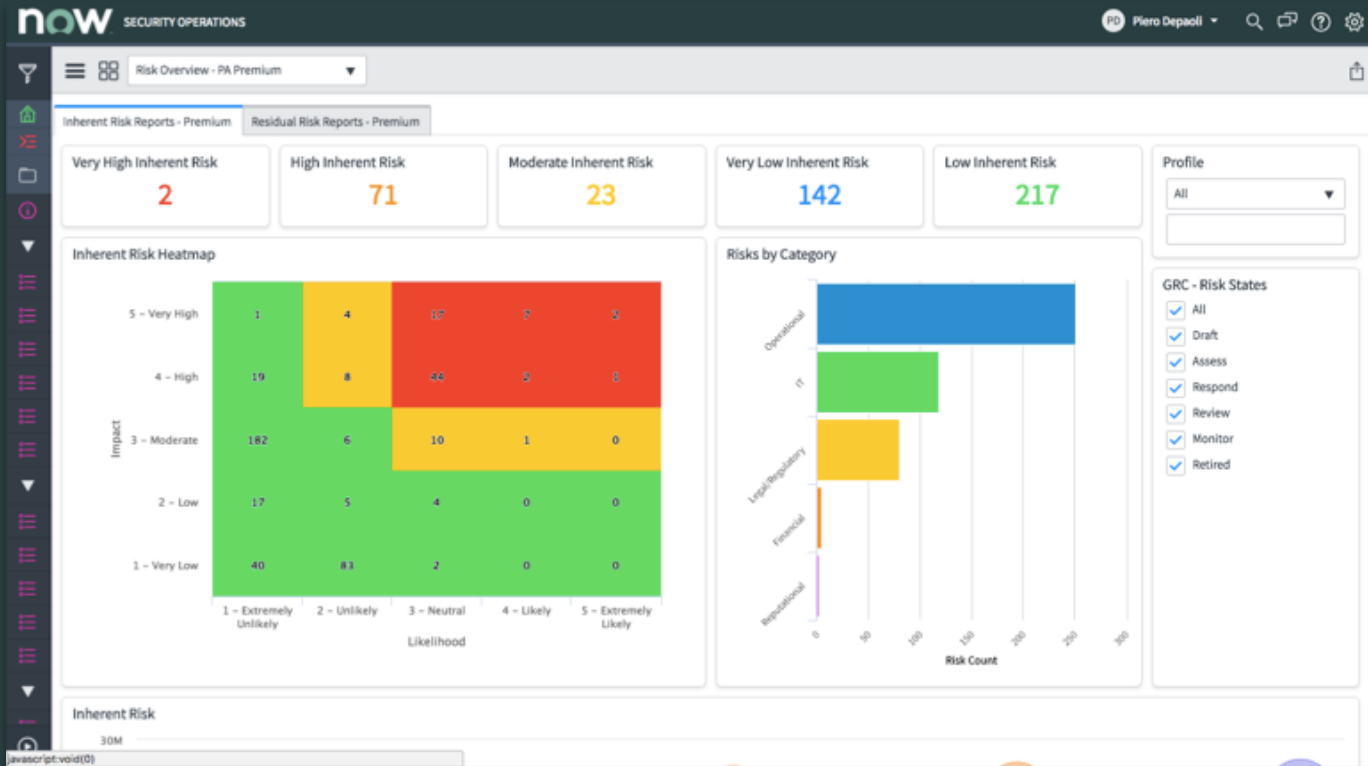 now SECURITY OPERATIONS
PD Piero Depaoli
Risk Overview - PA Premium
Inherent Risk Reports - Premium
Residual Risk Reports - Premium
Very High Inherent Risk
2
High Inherent Risk
71
Moderate Inherent Risk
23
Very Low Inherent Risk
142
Low Inherent Risk
217
Profile
All
Inherent Risk Heatmap
Impact
5 - Very High 1 4 17 7 2
4 - High 19 8 44 2 1
3 - Moderate 182 6 10 1 0
2 - Low 17 5 4 0 0
1 - Very Low 40 83 2 0 0
1 - Extremely Unlikely
2 - Unlikely
3 - Neutral
4 - Likely
5 - Extremely Likely
Likelihood
Risks by Category
Operational
IT
Legal/Regulatory
Financial
Reputational
0 50 100 150 200 250 300
Risk Count
GRC - Risk States
All
Draft
Assess
Respond
Review
Monitor
Retired
Inherent Risk
30M
javascript:void(0)